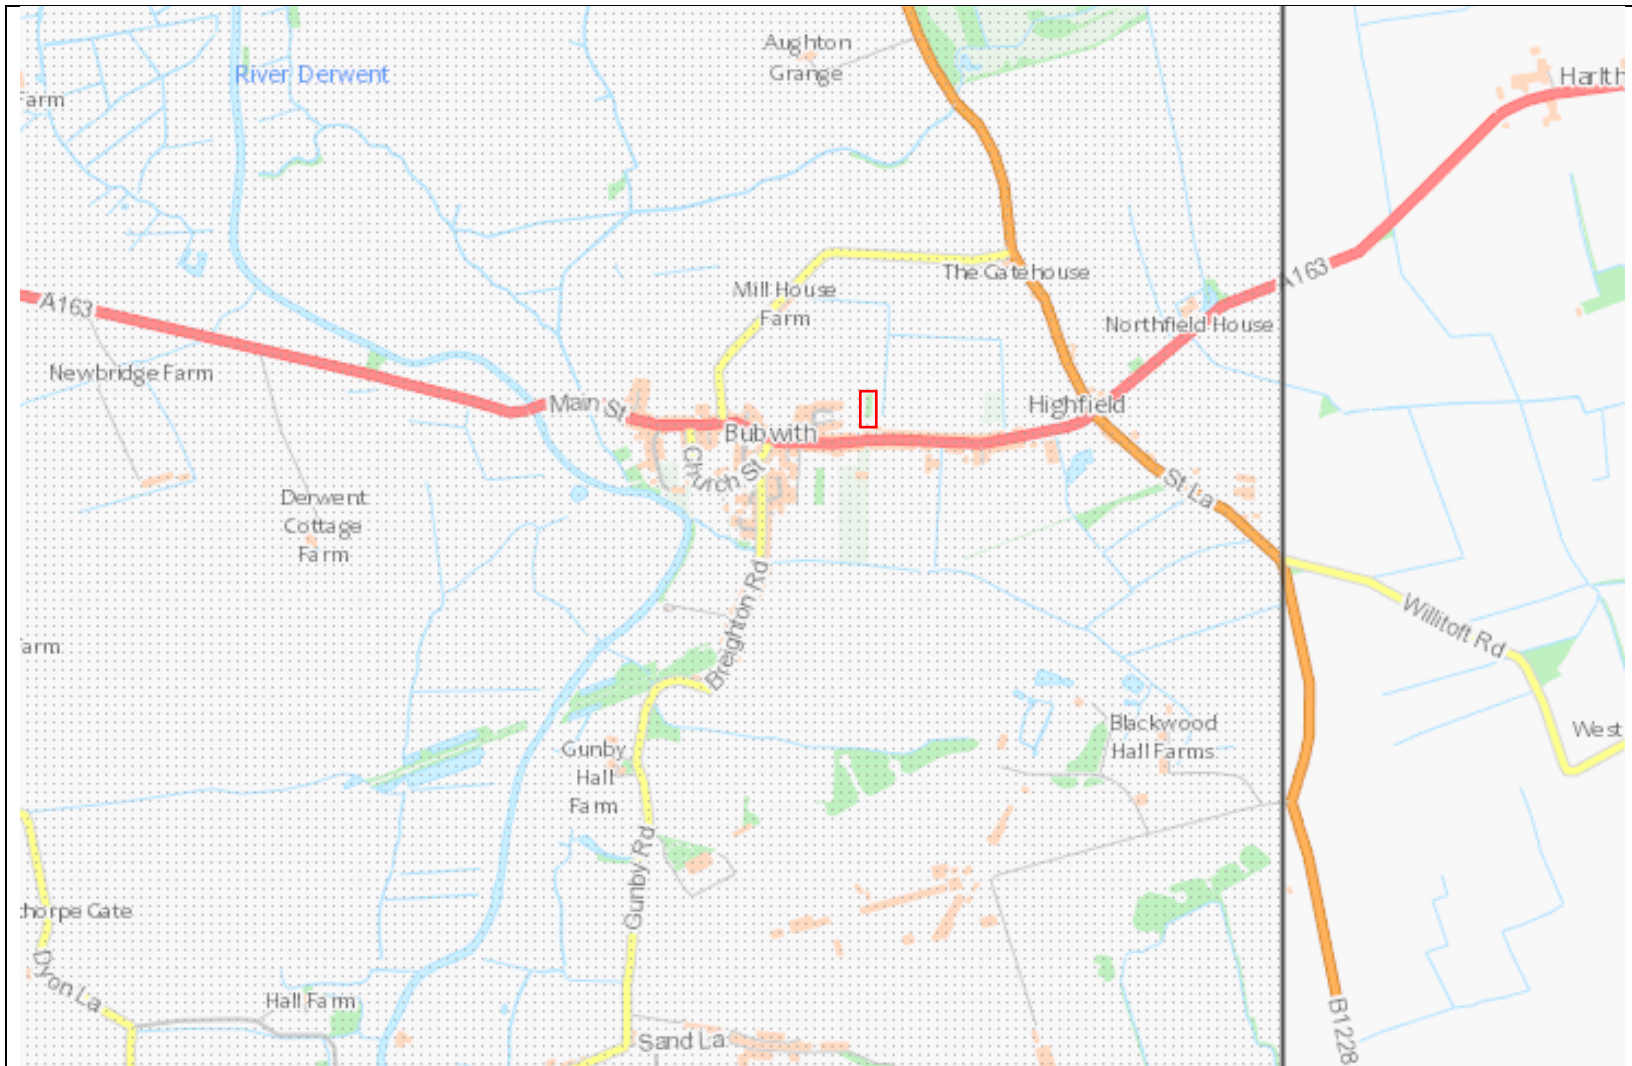 Aughton
Grange
River Derwent
Harlth
arm
The Gatehouse
A163
Mill House
Farm
A163
Northfield House
Newbridge Farm
Main St
Highfield
Bubwith
Church St
St La
Derwent
Cottage
Farm
Breighton Rd
Willitoft Rd
arm
Gunby
Hall
Farm
Blackwood
Hall Farms
West
Gunby Rd
thorpe Gate
Dyon La
Hall Farm
Sand La
B1228